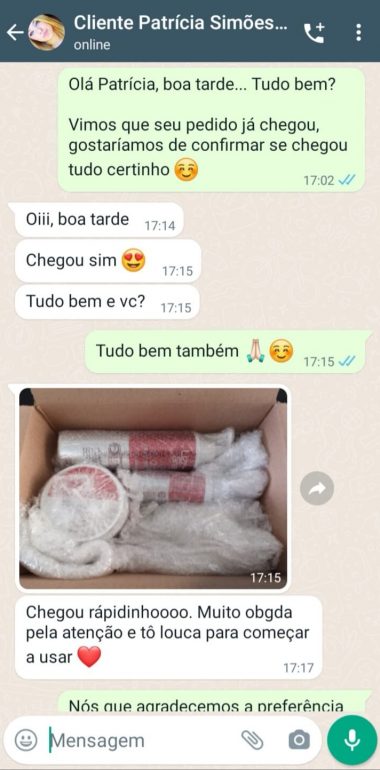 Cliente Patrícia Simões...
online
Olá Patrícia, boa tarde... Tudo bem?
Vimos que seu pedido já chegou,
gostaríamos de confirmar se chegou
tudo certinho 😊
17:02
Oiii, boa tarde
17:14
Chegou sim 😍
17:15
Tudo bem e vc?
17:15
Tudo bem também 🙏🏻😊
17:15
17:15
Chegou rápidinhoooo. Muito obgda
pela atenção e tô louca para começar
a usar ❤️
17:17
Nós que agradecemos a preferência
Mensagem